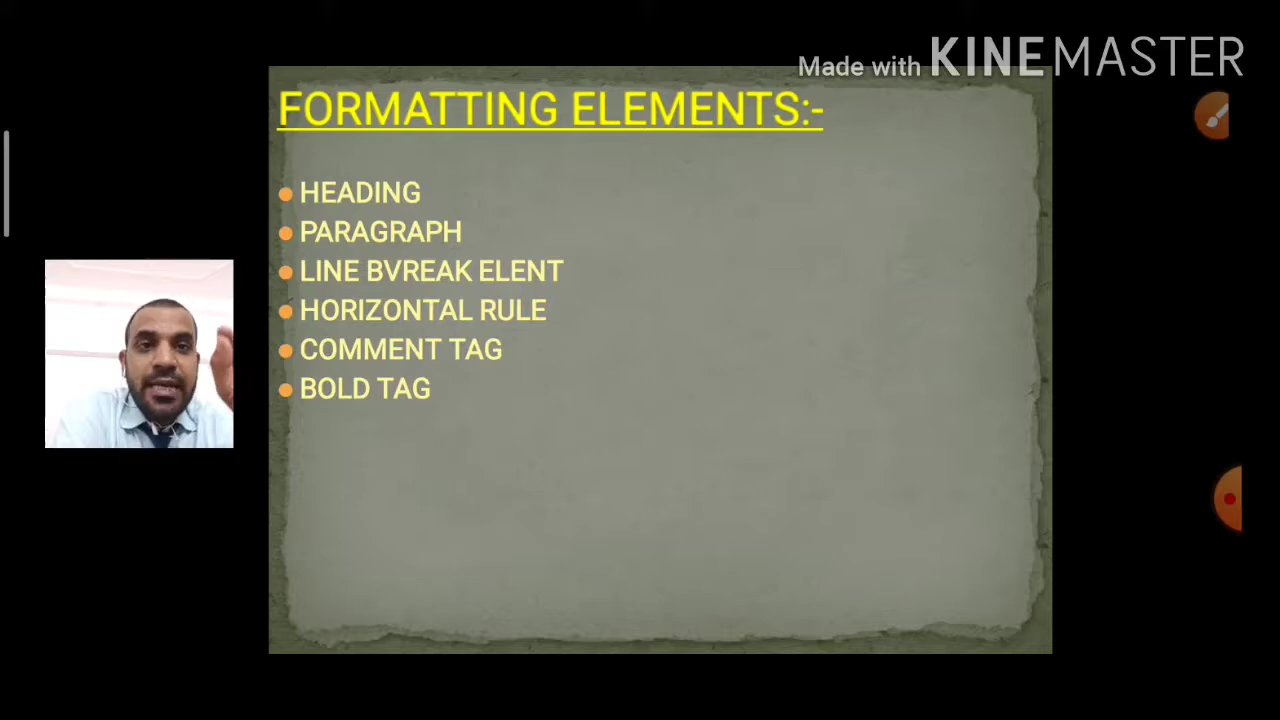 Made with KINEMASTER
FORMATTING ELEMENTS:-
HEADING
PARAGRAPH
LINE BVREAK ELENT
HORIZONTAL RULE
COMMENT TAG
BOLD TAG